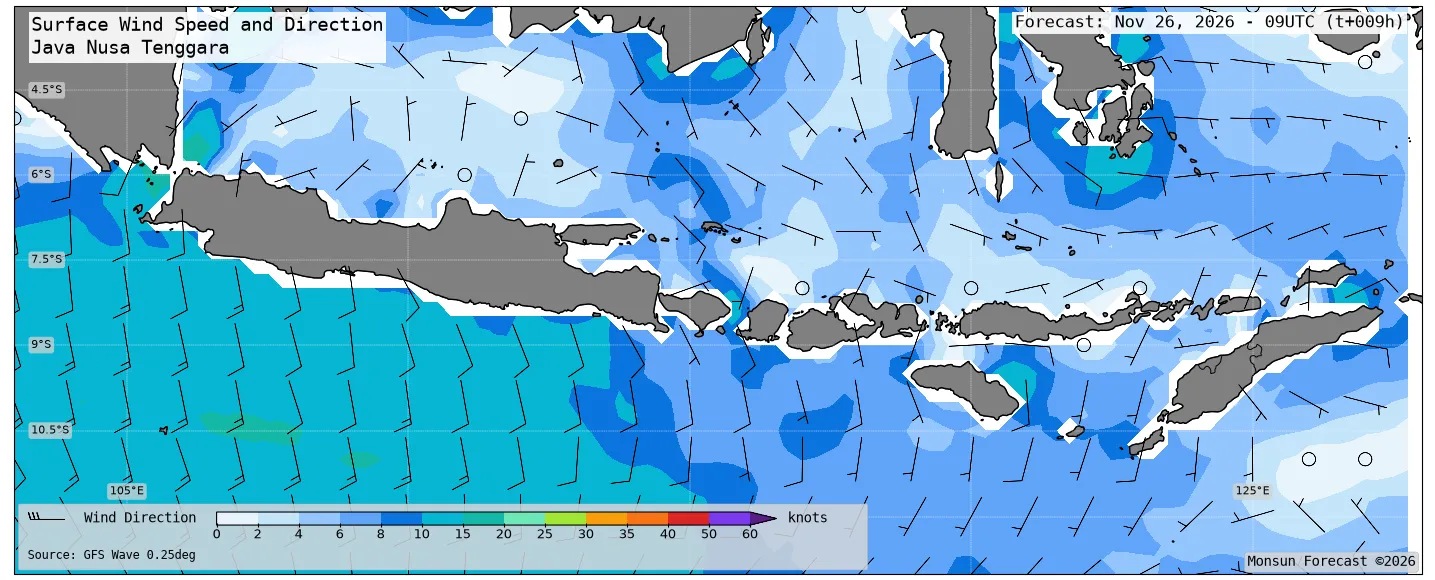 Surface Wind Speed and Direction
Java Nusa Tenggara
Forecast: Nov 26, 2026 - 09UTC (t+009h)
4.5°S
6°S
7.5°S
9°S
10.5°S
105°E
125°E
Wind Direction
0 2 4 6 8 10 15 20 25 30 35 40 50 60
knots
Source: GFS Wave 0.25deg
Monsun Forecast ©2026